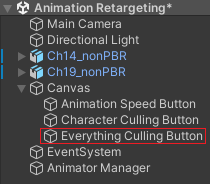 Animation Retargeting*
Main Camera
Directional Light
Ch14_nonPBR
Ch19_nonPBR
Canvas
Animation Speed Button
Character Culling Button
Everything Culling Button
EventSystem
Animator Manager